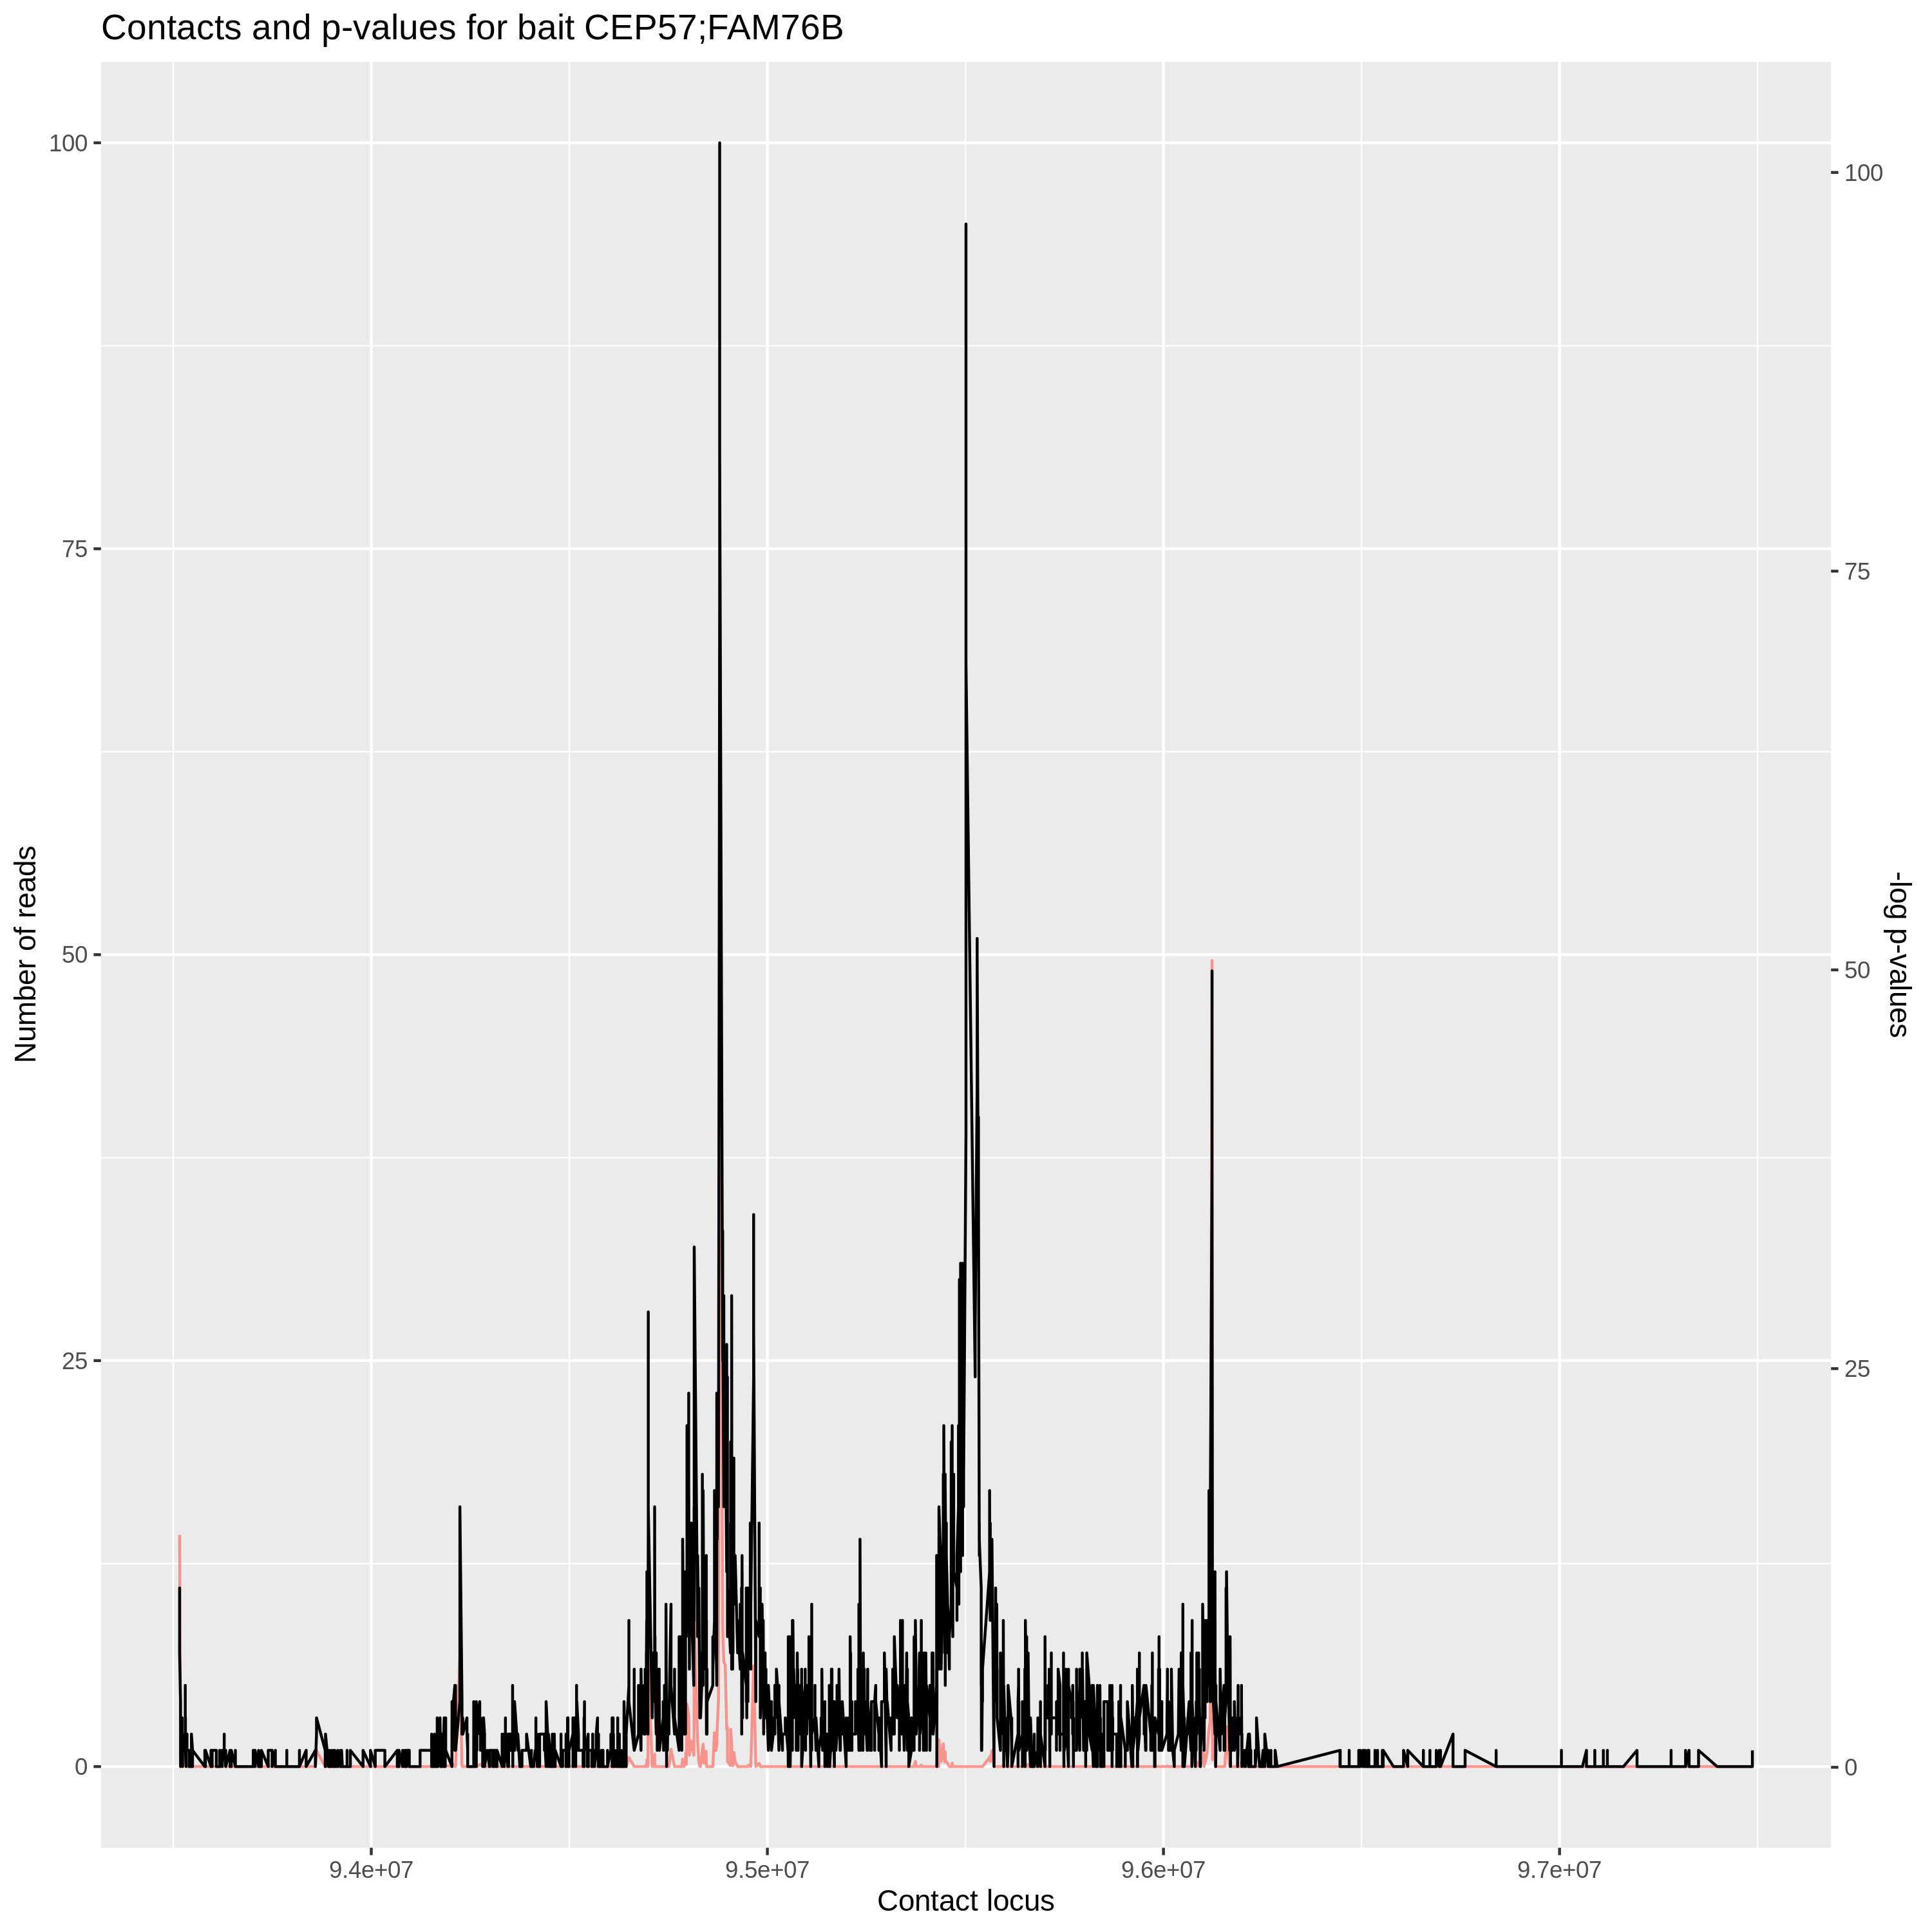 Contacts and p-values for bait CEP57;FAM76B
100
75
50
25
0
Number of reads
100
75
50
25
0
-log p-values
9.4e+07
9.5e+07
9.6e+07
9.7e+07
Contact locus